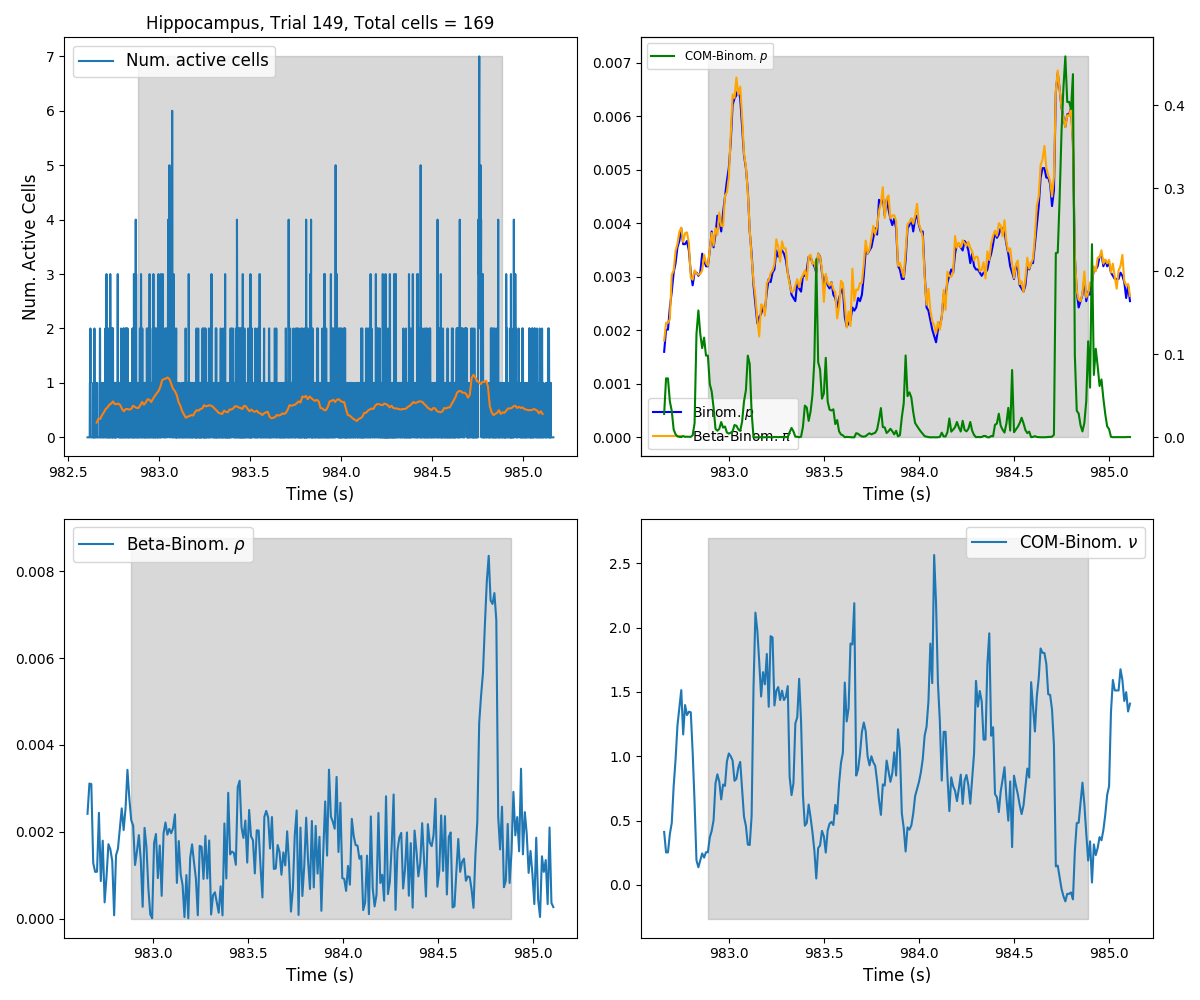 Hippocampus, Trial 149, Total cells = 169
Num. active cells
Num. Active Cells
7
6
5
4
3
2
1
0
982.5 983.0 983.5 984.0 984.5 985.0
Time (s)
COM-Binom. p
0.007
0.006
0.005
0.004
0.003
0.002
0.001
0.000
0.4
0.3
0.2
0.1
0.0
Binom. p
Beta-Binom. π
983.0 983.5 984.0 984.5 985.0
Time (s)
Beta-Binom. ρ
0.008
0.006
0.004
0.002
0.000
983.0 983.5 984.0 984.5 985.0
Time (s)
COM-Binom. ν
2.5
2.0
1.5
1.0
0.5
0.0
983.0 983.5 984.0 984.5 985.0
Time (s)